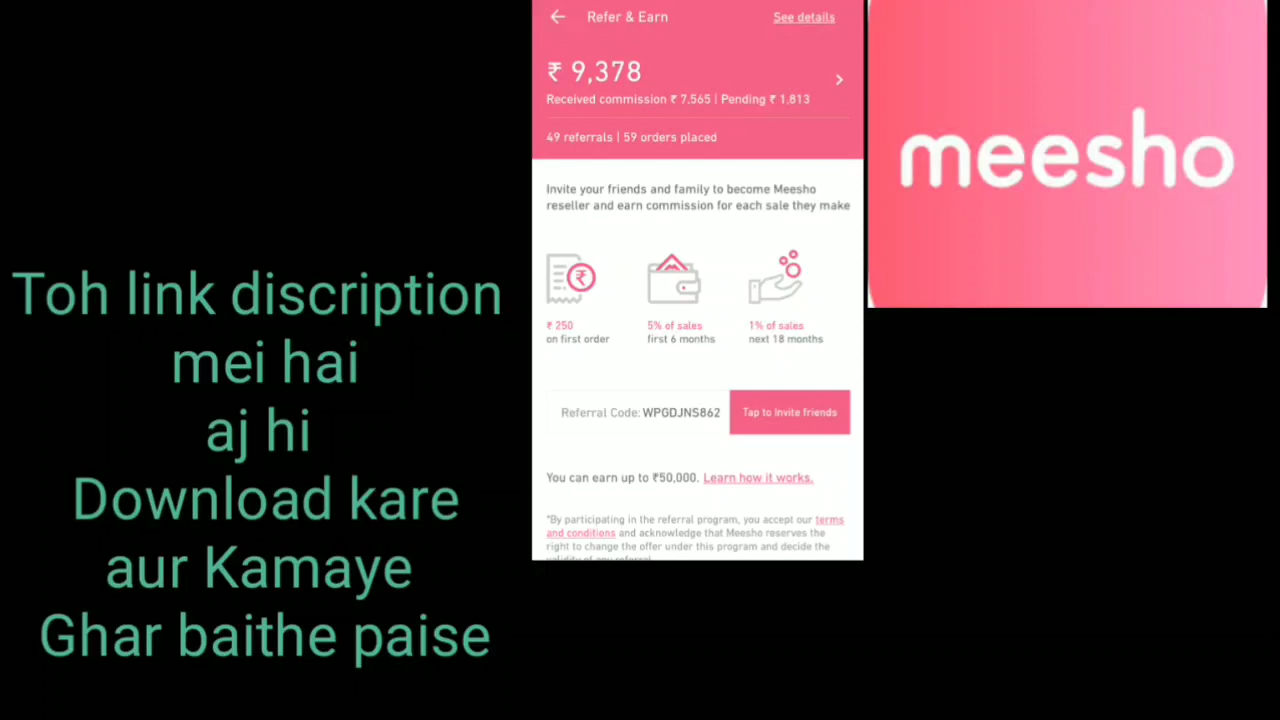 Toh link discription
mei hai
aj hi
Download kare
aur Kamaye
Ghar baithe paise
Refer & Earn
See details
₹ 9,378
Received commission ₹ 7,565 | Pending ₹ 1,813
49 referrals | 59 orders placed
Invite your friends and family to become Meesho
reseller and earn commission for each sale they make
₹ 250
on first order
5% of sales
first 6 months
1% of sales
next 18 months
Referral Code: WPGDJNS862
Tap to Invite friends
You can earn up to ₹50,000. Learn how it works.
*By participating in the referral program, you accept our terms
and conditions and acknowledge that Meesho reserves the
right to change the offer under this program and decide the
validity of any referral
meesho